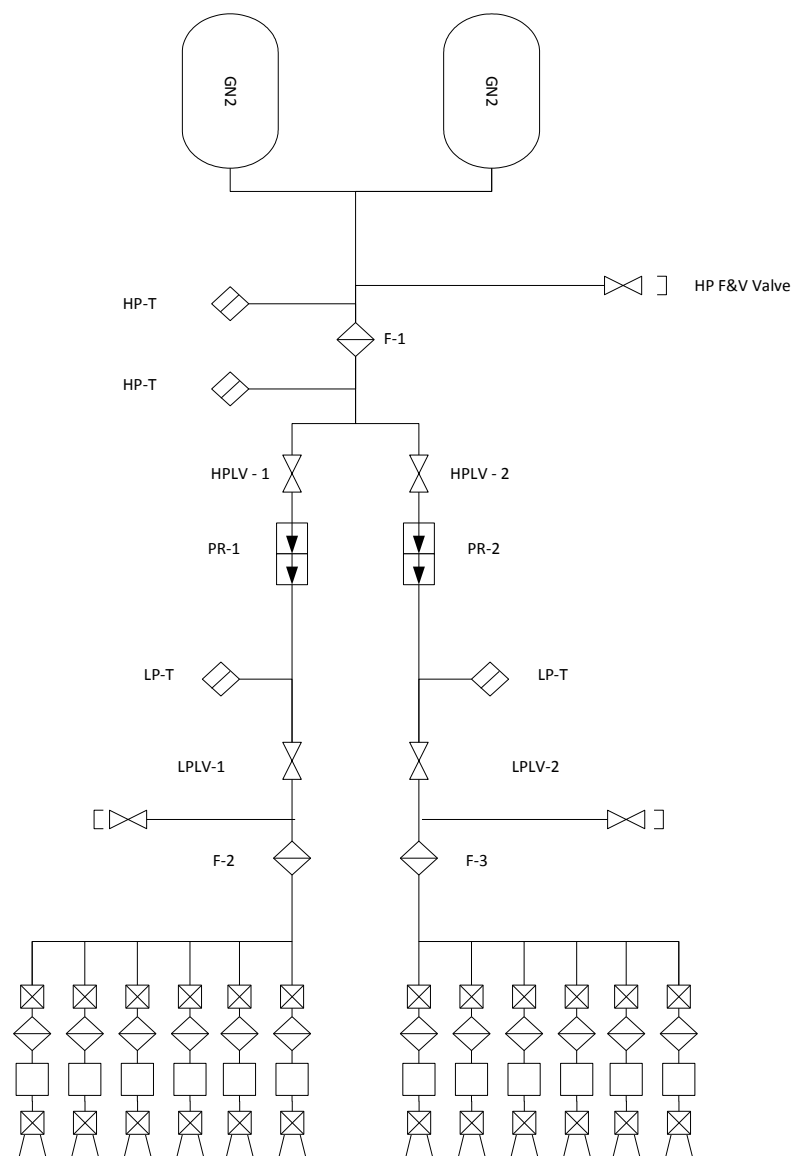 GN2
GN2
HP-T
HP F&V Valve
F-1
HP-T
HPLV - 1
HPLV - 2
PR-1
PR-2
LP-T
LP-T
LPLV-1
LPLV-2
F-2
F-3